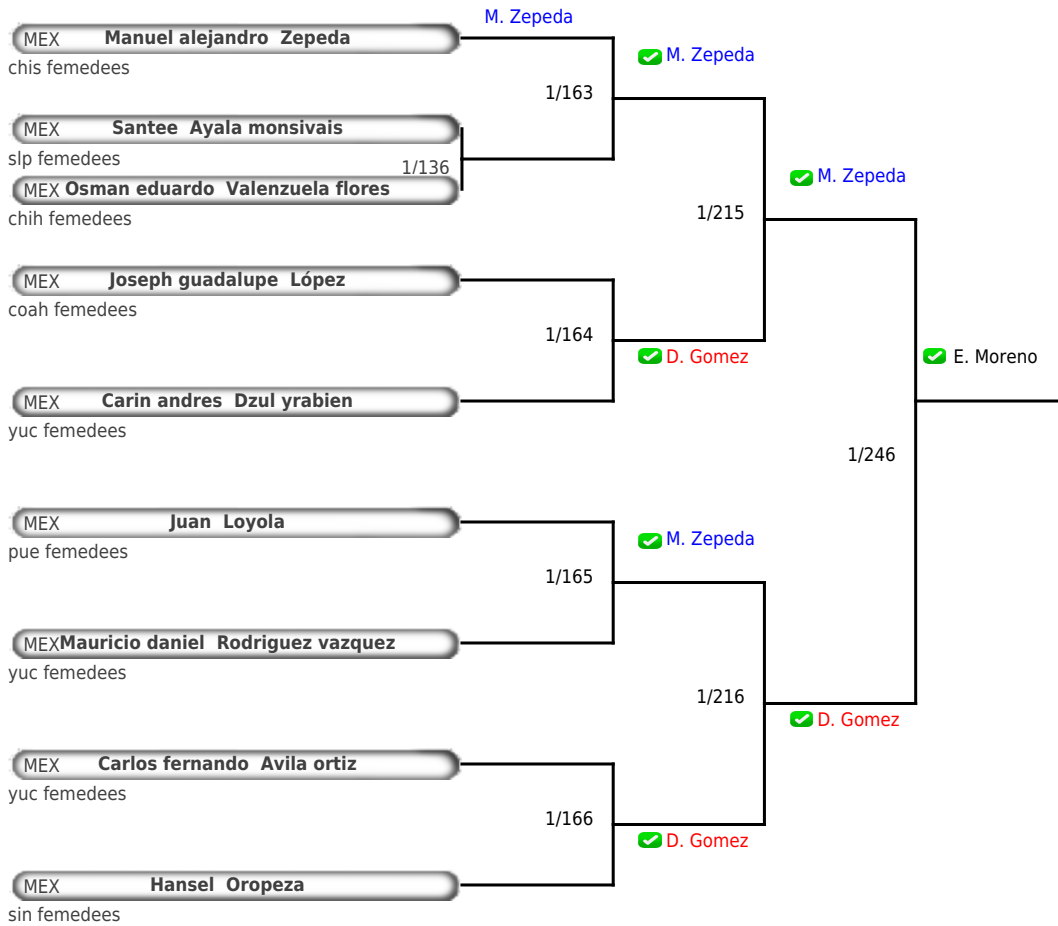 M. Zepeda
MEX Manuel alejandro Zepeda
chis femedees
M. Zepeda
1/163
MEX Santee Ayala monsivais
slp femedees
1/136
MEX Osman eduardo Valenzuela flores
chih femedees
M. Zepeda
1/215
MEX Joseph guadalupe López
coah femedees
1/164
D. Gomez
E. Moreno
MEX Carin andres Dzul yrabien
yuc femedees
1/246
MEX Juan Loyola
pue femedees
M. Zepeda
1/165
MEX Mauricio daniel Rodriguez vazquez
yuc femedees
1/216
D. Gomez
MEX Carlos fernando Avila ortiz
yuc femedees
1/166
D. Gomez
MEX Hansel Oropeza
sin femedees